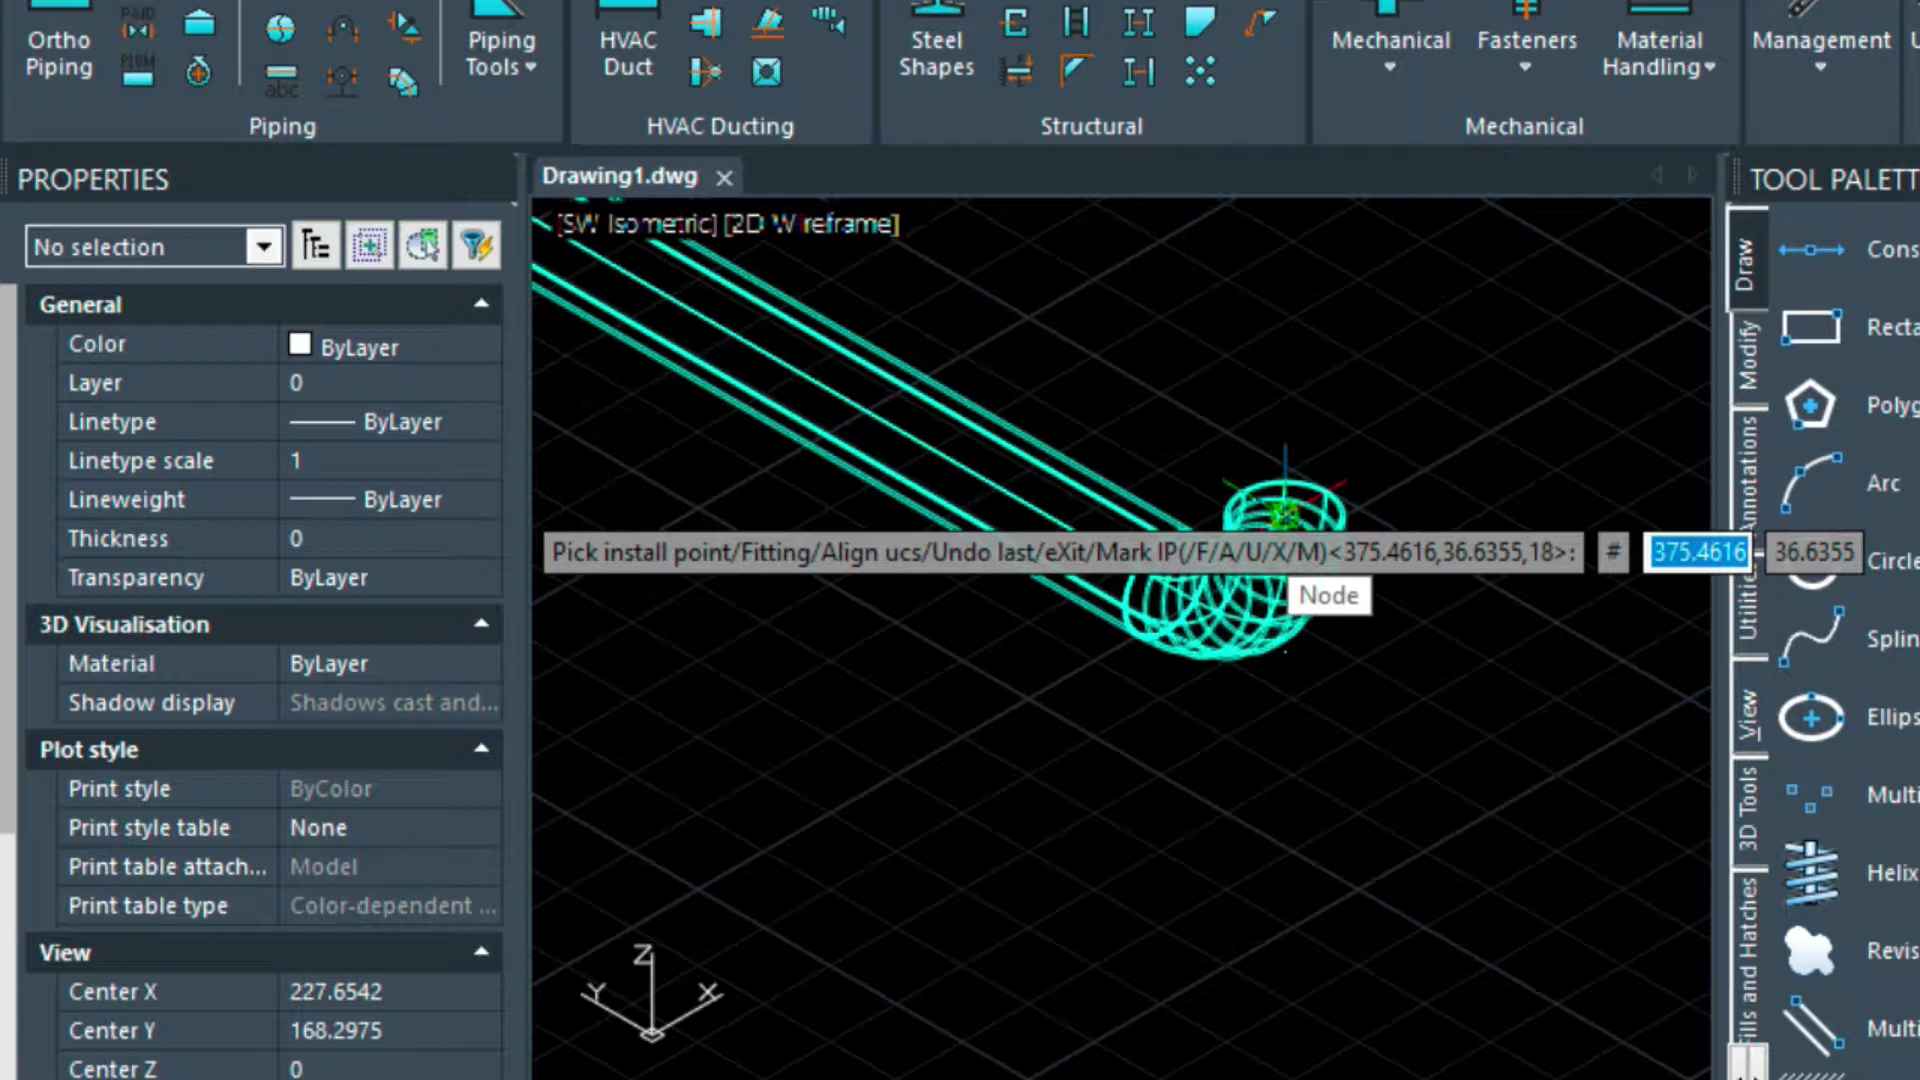 Ortho
Piping
P&ID
PLUM
abc
Piping
Tools
Piping
HVAC
Duct
HVAC Ducting
Steel
Shapes
Structural
Mechanical
Fasteners
Material
Handling
Mechanical
Management
PROPERTIES
No selection
General
Color ByLayer
Layer 0
Linetype ByLayer
Linetype scale 1
Lineweight ByLayer
Thickness 0
Transparency ByLayer
3D Visualisation
Material ByLayer
Shadow display Shadows cast and...
Plot style
Print style ByColor
Print style table None
Print table attach... Model
Print table type Color-dependent ...
View
Center X 227.6542
Center Y 168.2975
Center Z 0
Drawing1.dwg
[SW Isometric] [2D Wireframe]
Pick install point/Fitting/Align ucs/Undo last/eXit/Mark IP(/F/A/U/X/M)<375.4616,36.6355,18>: # 375.4616 36.6355
Node
Z
Y X
TOOL PALETT
Draw
Modify
Annotations
Utilitie
View
3D Tools
ills and Hatches
Cons
Recta
Polyg
Arc
Circle
Splin
Ellips
Multi
Helix
Revis
Multi